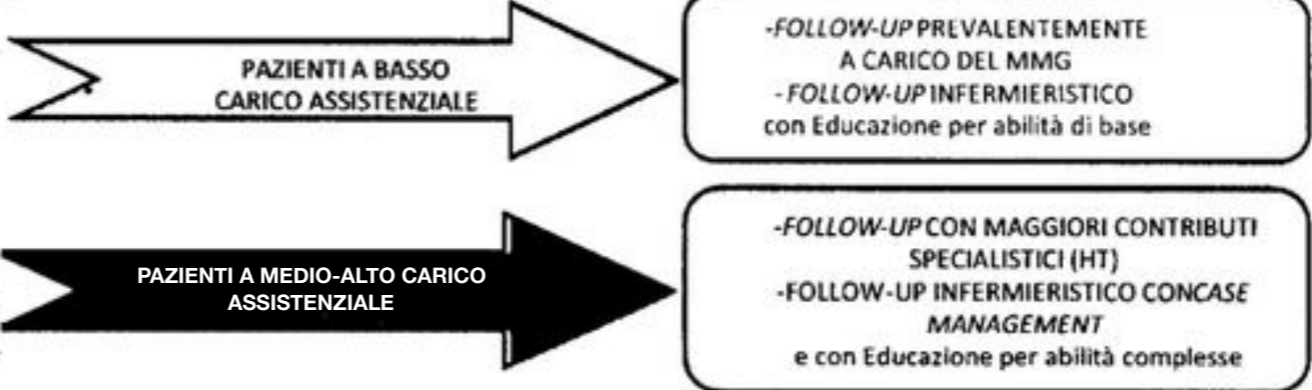 PAZIENTI A BASSO
CARICO ASSISTENZIALE
-FOLLOW-UP PREVALENTEMENTE
A CARICO DEL MMG
- FOLLOW-UP INFERMIERISTICO
con Educazione per abilità di base
PAZIENTI A MEDIO-ALTO CARICO
ASSISTENZIALE
-FOLLOW-UP CON MAGGIORI CONTRIBUTI
SPECIALISTICI (HT)
-FOLLOW-UP INFERMIERISTICO CONCASE
MANAGEMENT
e con Educazione per abilità complesse